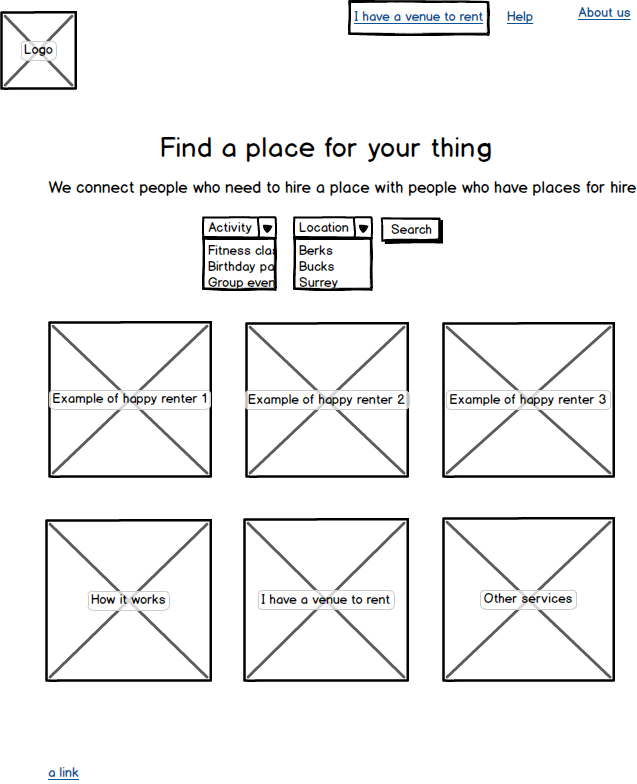 I have a venue to rent
Help
About us
Logo
Find a place for your thing
We connect people who need to hire a place with people who have places for hire
Activity
Location
Search
Fitness clas
Birthday pa
Group even
Berks
Bucks
Surrey
Example of happy renter 1
Example of happy renter 2
Example of happy renter 3
How it works
I have a venue to rent
Other services
a link